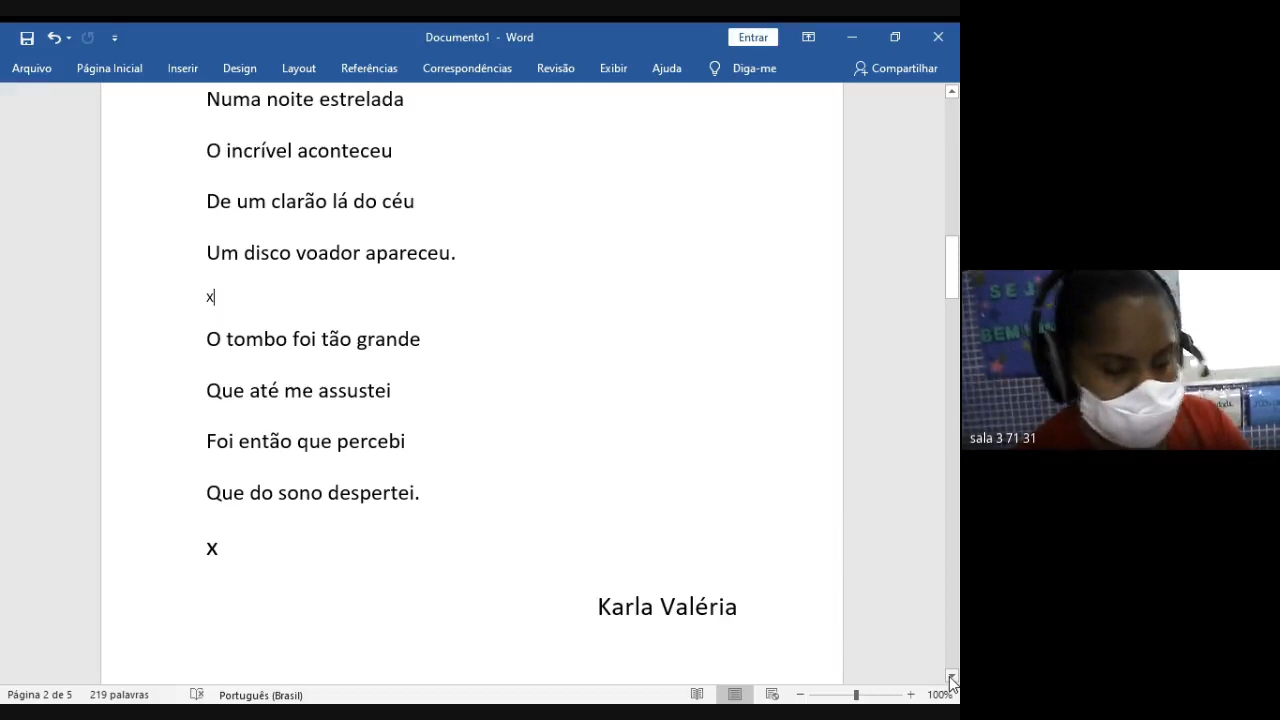 Documento1 - Word
Entrar
Arquivo Página Inicial Inserir Design Layout Referências Correspondências Revisão Exibir Ajuda Diga-me Compartilhar
Numa noite estrelada
O incrível aconteceu
De um clarão lá do céu
Um disco voador apareceu.
x
O tombo foi tão grande
Que até me assustei
Foi então que percebi
Que do sono despertei.
x
Karla Valéria
SEJ
BEM
sala 3 71 31
Página 2 de 5 219 palavras Português (Brasil) 100%